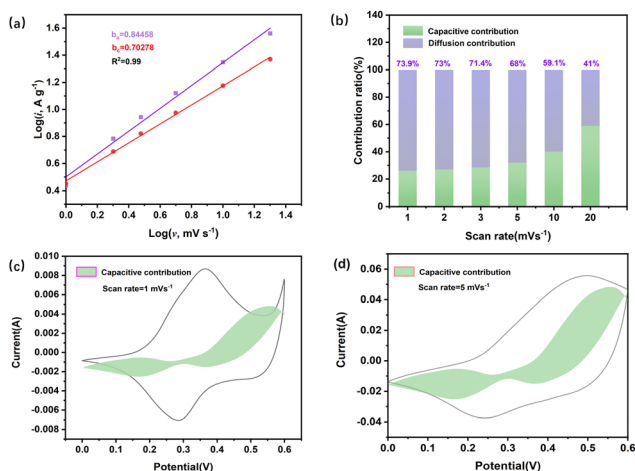 (a)
b_a=0.84458
b_c=0.70278
R²=0.99
Log(i, A g⁻¹)
1.6
1.4
1.2
1.0
0.8
0.6
0.4
0.0 0.2 0.4 0.6 0.8 1.0 1.2 1.4
Log(v, mV s⁻¹)
(b)
Capacitive contribution
Diffusion contribution
73.9% 73% 71.4% 68% 59.1% 41%
Contribution ratio(%)
140
120
100
80
60
40
20
0
1 2 3 5 10 20
Scan rate(mVs⁻¹)
(c)
Capacitive contribution
Scan rate=1 mVs⁻¹
Current(A)
0.010
0.008
0.006
0.004
0.002
0.000
-0.002
-0.004
-0.006
-0.008
0.0 0.1 0.2 0.3 0.4 0.5 0.6
Potential(V)
(d)
Capacitive contribution
Scan rate=5 mVs⁻¹
Current(A)
0.06
0.04
0.02
0.00
-0.02
-0.04
0.0 0.1 0.2 0.3 0.4 0.5 0.6
Potential(V)